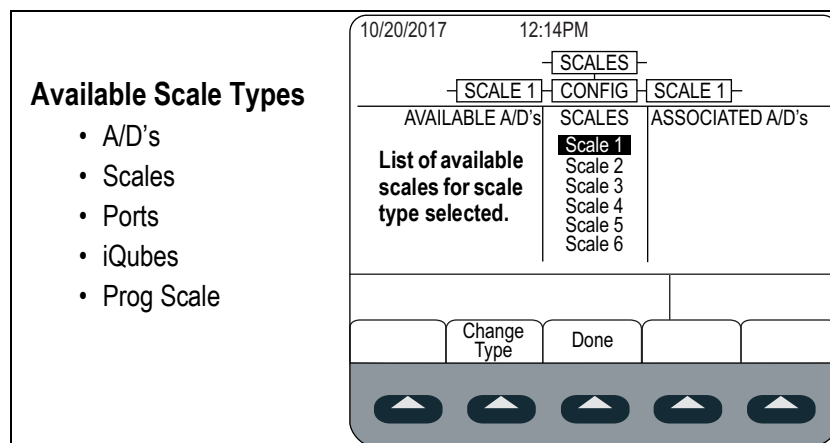 Available Scale Types
• A/D's
• Scales
• Ports
• iQubes
• Prog Scale
10/20/2017 12:14PM
SCALES
SCALE 1 CONFIG SCALE 1
AVAILABLE A/D's SCALES ASSOCIATED A/D's
List of available
scales for scale
type selected.
Scale 1
Scale 2
Scale 3
Scale 4
Scale 5
Scale 6
Change
Type
Done